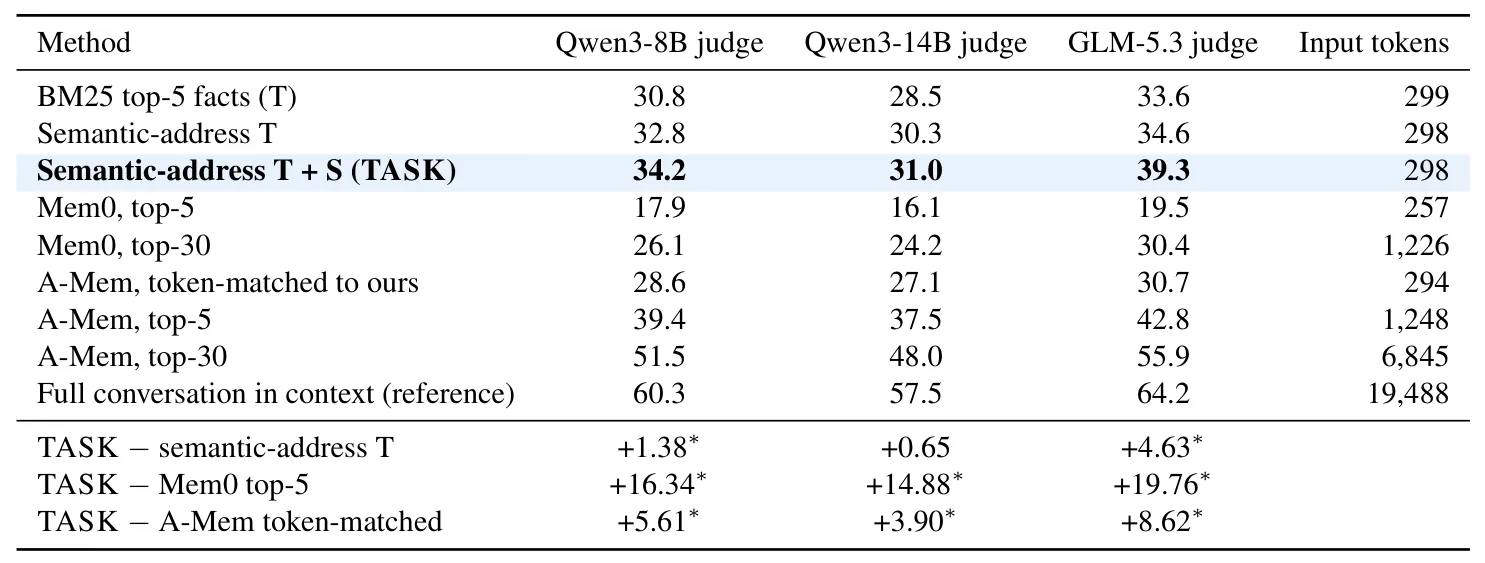 Method Qwen3-8B judge Qwen3-14B judge GLM-5.3 judge Input tokens
BM25 top-5 facts (T) 30.8 28.5 33.6 299
Semantic-address T 32.8 30.3 34.6 298
Semantic-address T + S (TASK) 34.2 31.0 39.3 298
Mem0, top-5 17.9 16.1 19.5 257
Mem0, top-30 26.1 24.2 30.4 1,226
A-Mem, token-matched to ours 28.6 27.1 30.7 294
A-Mem, top-5 39.4 37.5 42.8 1,248
A-Mem, top-30 51.5 48.0 55.9 6,845
Full conversation in context (reference) 60.3 57.5 64.2 19,488
TASK − semantic-address T +1.38* +0.65 +4.63*
TASK − Mem0 top-5 +16.34* +14.88* +19.76*
TASK − A-Mem token-matched +5.61* +3.90* +8.62*